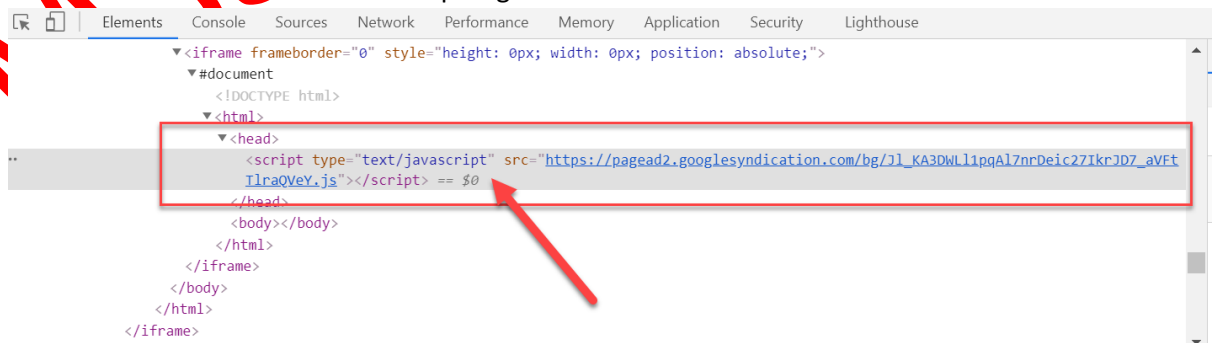 Elements Console Sources Network Performance Memory Application Security Lighthouse
▼<iframe frameborder="0" style="height: 0px; width: 0px; position: absolute;">
▼#document
<!DOCTYPE html>
▼<html>
▼<head>
<script type="text/javascript" src="https://pagead2.googlesyndication.com/bg/Jl_KA3DWLl1pqAl7nrDeic27IkrJD7_aVFt
TlraQVeY.js"></script> == $0
</head>
<body></body>
</html>
</iframe>
</body>
</html>
</iframe>